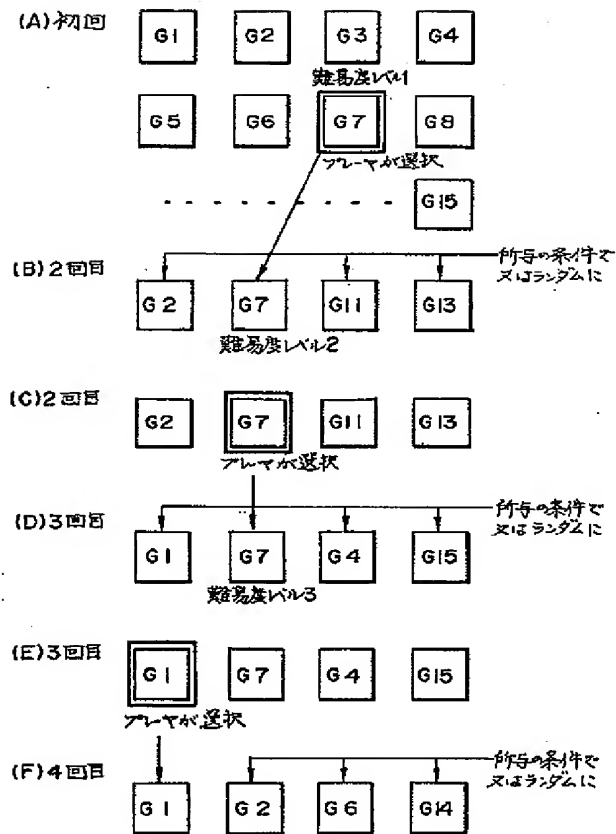 (A)初回
G1 G2 G3 G4
難易度レベル1
G5 G6 G7 G8
プレーヤが選択
G15
(B)2回目
所与の条件で
又はランダムに
G2 G7 G11 G13
難易度レベル2
(C)2回目
G2 G7 G11 G13
プレーヤが選択
(D)3回目
所与の条件で
又はランダムに
G1 G7 G4 G15
難易度レベル3
(E)3回目
G1 G7 G4 G15
プレーヤが選択
(F)4回目
所与の条件で
又はランダムに
G1 G2 G6 G14